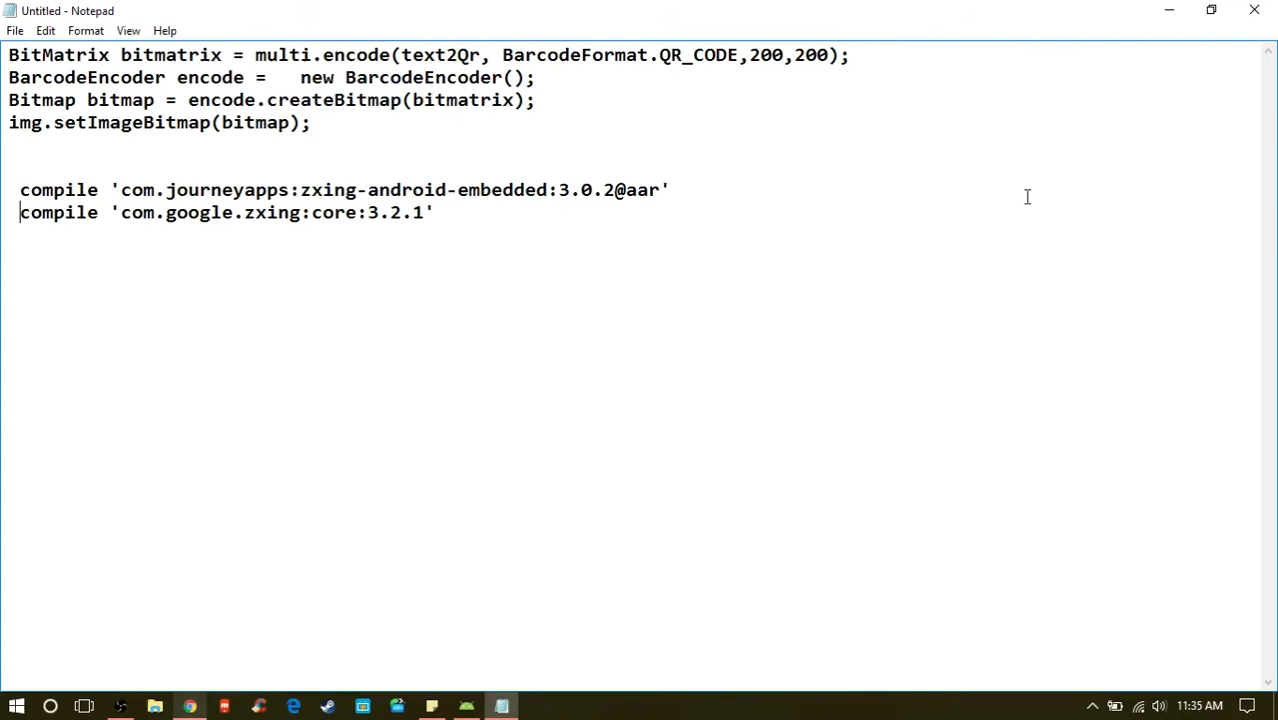 Untitled - Notepad
File Edit Format View Help
BitMatrix bitmatrix = multi.encode(text2Qr, BarcodeFormat.QR_CODE,200,200);
BarcodeEncoder encode =   new BarcodeEncoder();
Bitmap bitmap = encode.createBitmap(bitmatrix);
img.setImageBitmap(bitmap);
compile 'com.journeyapps:zxing-android-embedded:3.0.2@aar'
compile 'com.google.zxing:core:3.2.1'
11:35 AM